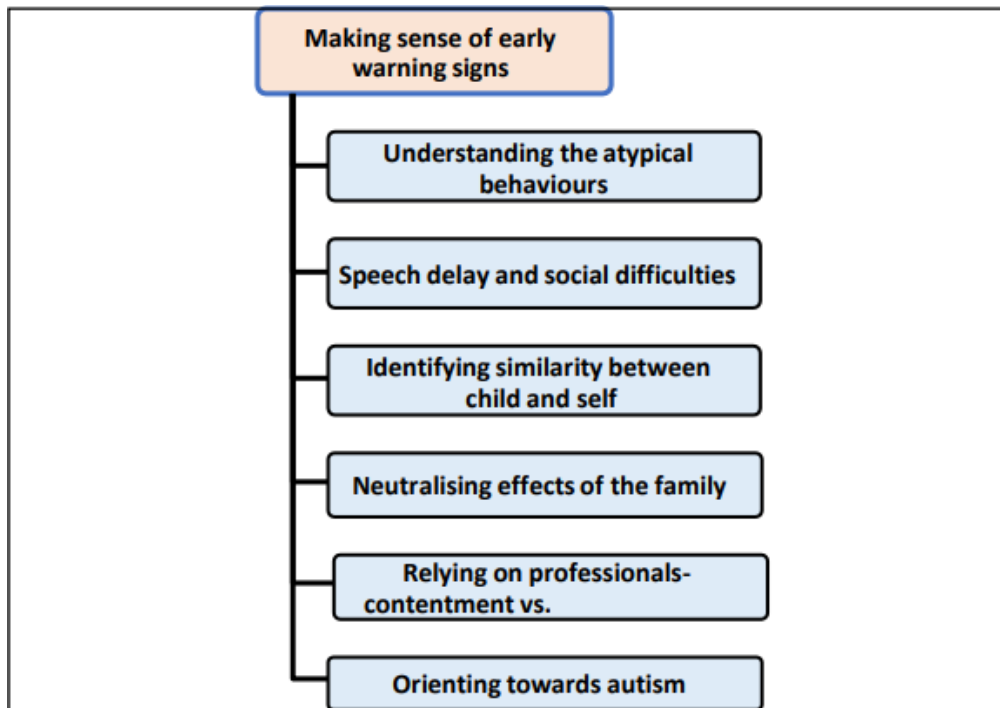 Making sense of early
warning signs
Understanding the atypical
behaviours
Speech delay and social difficulties
Identifying similarity between
child and self
Neutralising effects of the family
Relying on professionals-
contentment vs.
Orienting towards autism